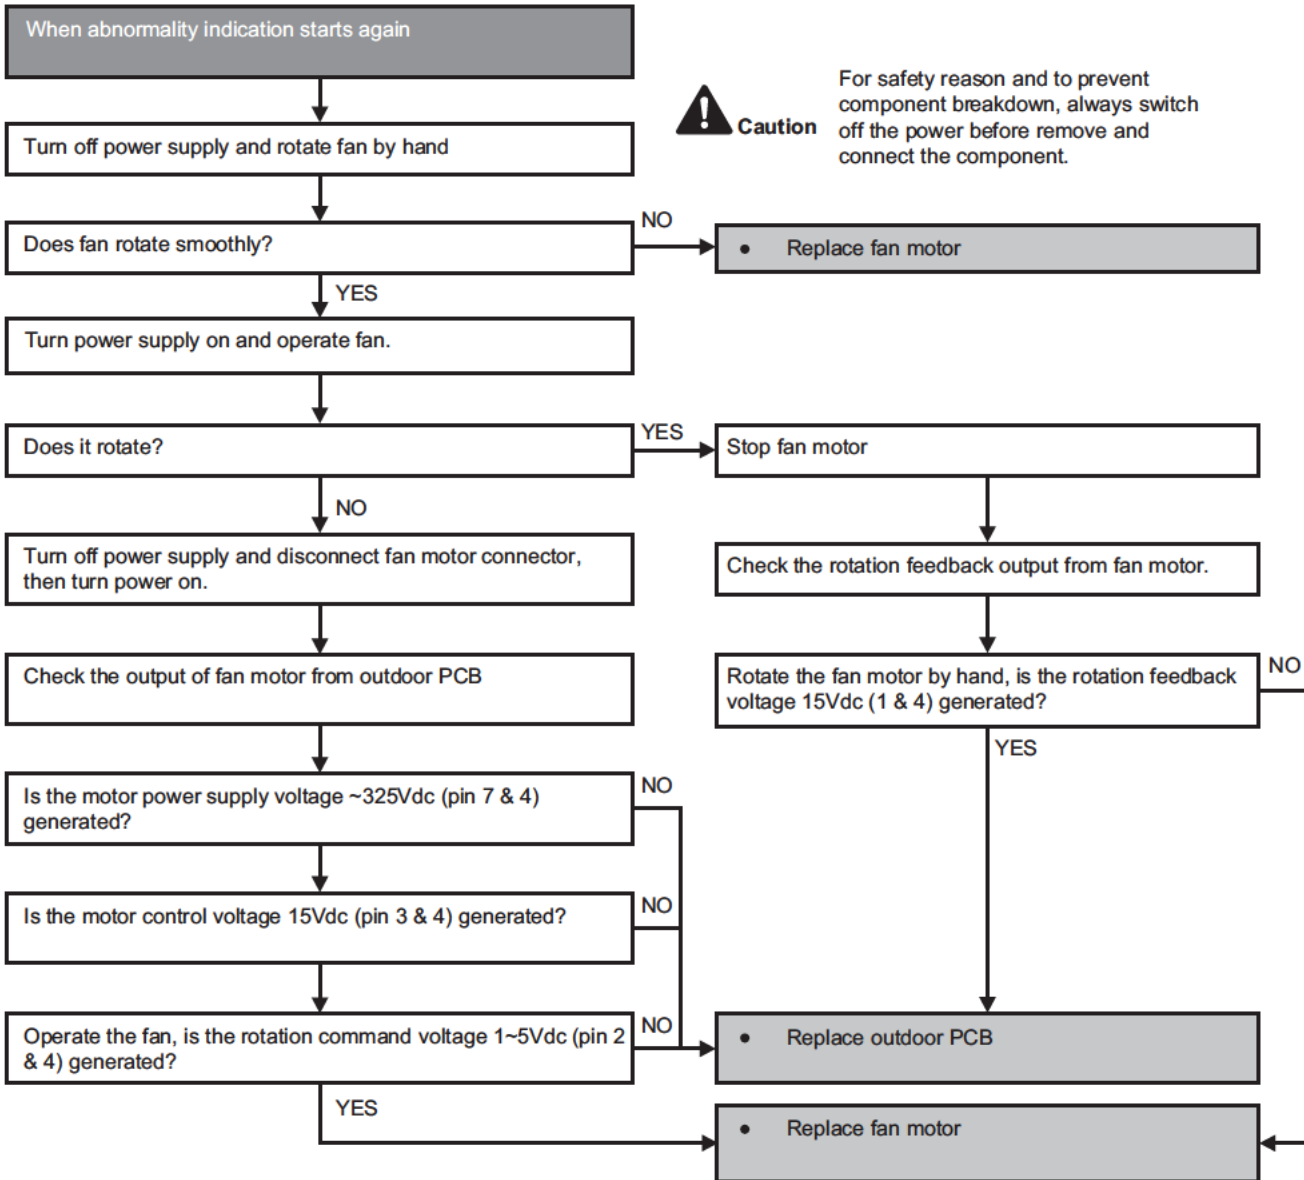 When abnormality indication starts again
For safety reason and to prevent
component breakdown, always switch
off the power before remove and
connect the component.
Caution
Turn off power supply and rotate fan by hand
Does fan rotate smoothly?
NO
• Replace fan motor
YES
Turn power supply on and operate fan.
Does it rotate?
YES
Stop fan motor
NO
Turn off power supply and disconnect fan motor connector,
then turn power on.
Check the rotation feedback output from fan motor.
Check the output of fan motor from outdoor PCB
Rotate the fan motor by hand, is the rotation feedback
voltage 15Vdc (1 & 4) generated?
NO
YES
Is the motor power supply voltage ~325Vdc (pin 7 & 4)
generated?
NO
Is the motor control voltage 15Vdc (pin 3 & 4) generated?
NO
Operate the fan, is the rotation command voltage 1~5Vdc (pin 2
& 4) generated?
NO
• Replace outdoor PCB
YES
• Replace fan motor